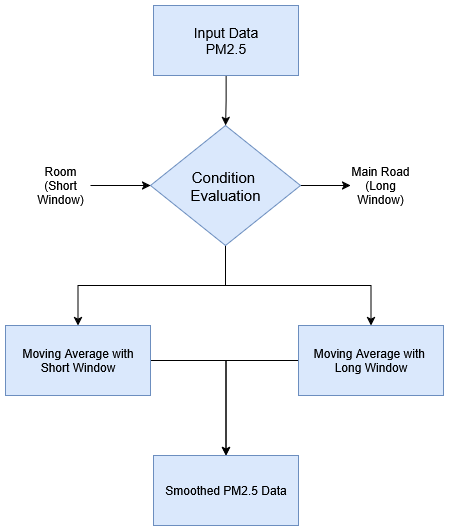 Input Data
PM2.5
Condition
Evaluation
Room
(Short
Window)
Main Road
(Long
Window)
Moving Average with
Short Window
Moving Average with
Long Window
Smoothed PM2.5 Data